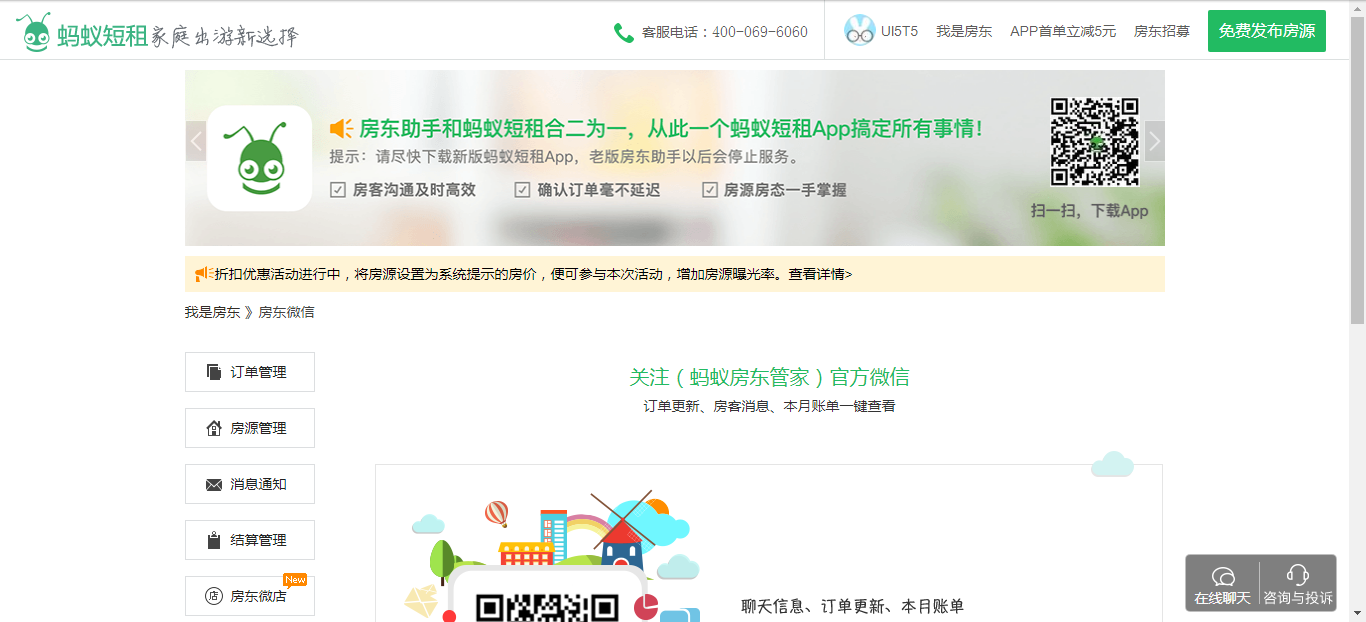 蚂蚁短租 家庭出游新选择
客服电话：400-069-6060
UI5T5
我是房东
APP首单立减5元
房东招募
免费发布房源
房东助手和蚂蚁短租合二为一，从此一个蚂蚁短租App搞定所有事情！
提示：请尽快下载新版蚂蚁短租App，老版房东助手以后会停止服务。
房客沟通及时高效
确认订单毫不延迟
房源房态一手掌握
扫一扫，下载App
折扣优惠活动进行中，将房源设置为系统提示的房价，便可参与本次活动，增加房源曝光率。查看详情>
我是房东 》房东微信
订单管理
房源管理
消息通知
结算管理
New
店 房东微店
关注（蚂蚁房东管家）官方微信
订单更新、房客消息、本月账单一键查看
聊天信息、订单更新、本月账单
在线聊天
咨询与投诉